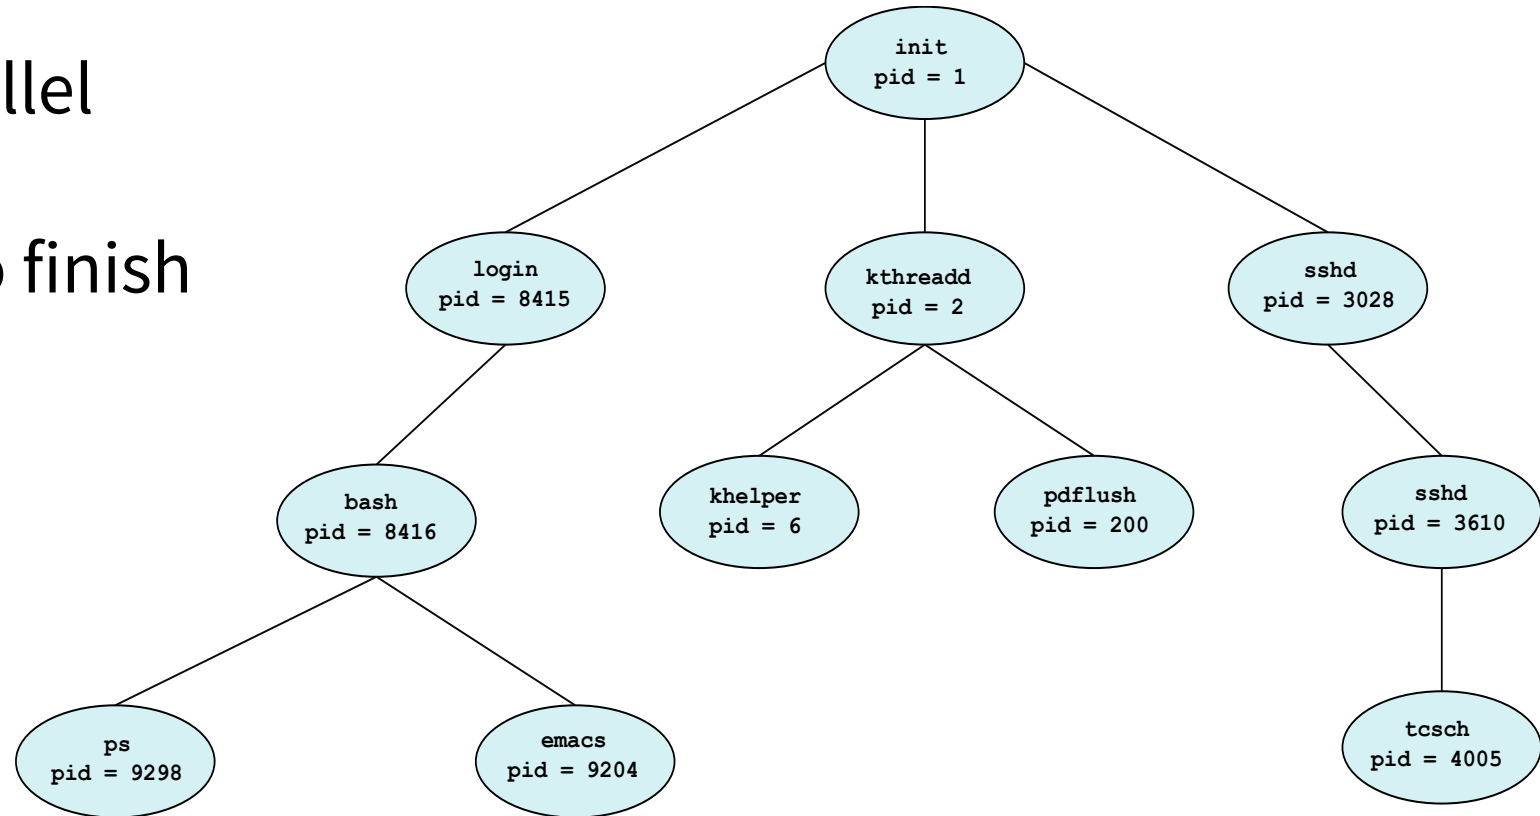 llel
finish
init
pid = 1
login
pid = 8415
kthreadd
pid = 2
sshd
pid = 3028
bash
pid = 8416
khelper
pid = 6
pdflush
pid = 200
sshd
pid = 3610
ps
pid = 9298
emacs
pid = 9204
tcsch
pid = 4005